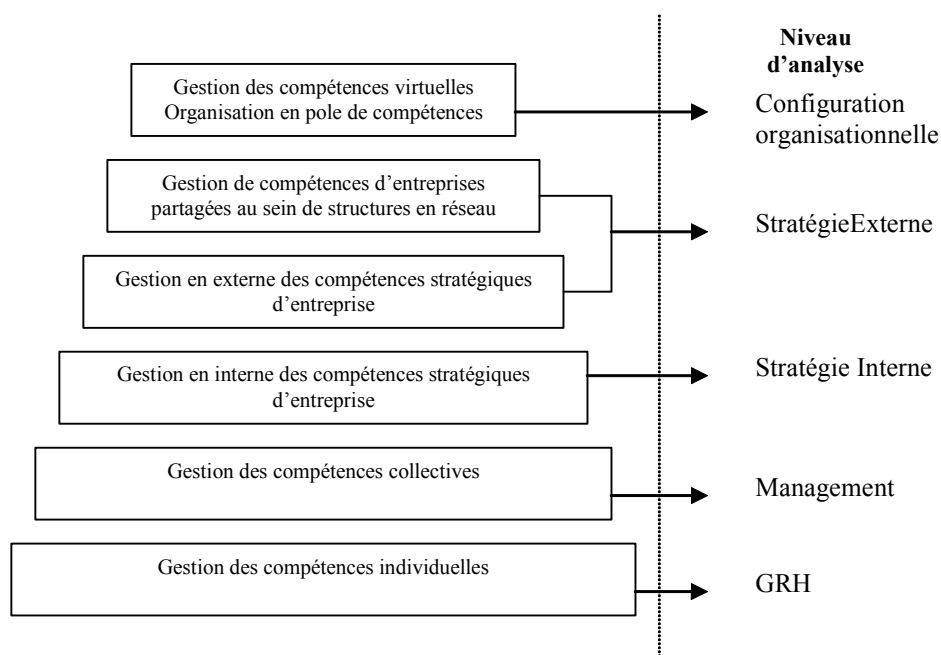 Niveau
d’analyse
Gestion des compétences virtuelles
Organisation en pole de compétences
Configuration
organisationnelle
Gestion de compétences d’entreprises
partagées au sein de structures en réseau
StratégieExterne
Gestion en externe des compétences stratégiques
d’entreprise
Gestion en interne des compétences stratégiques
d’entreprise
Stratégie Interne
Gestion des compétences collectives
Management
Gestion des compétences individuelles
GRH